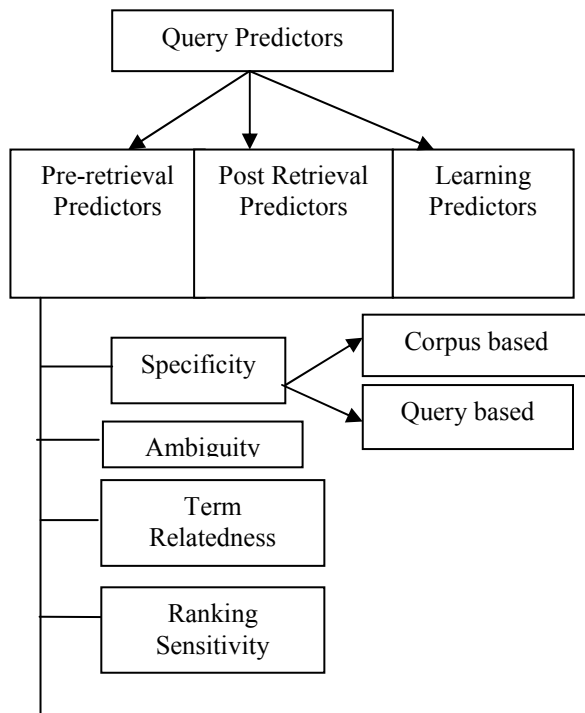 Query Predictors
Pre-retrieval
Predictors
Post Retrieval
Predictors
Learning
Predictors
Specificity
Corpus based
Query based
Ambiguity
Term
Relatedness
Ranking
Sensitivity